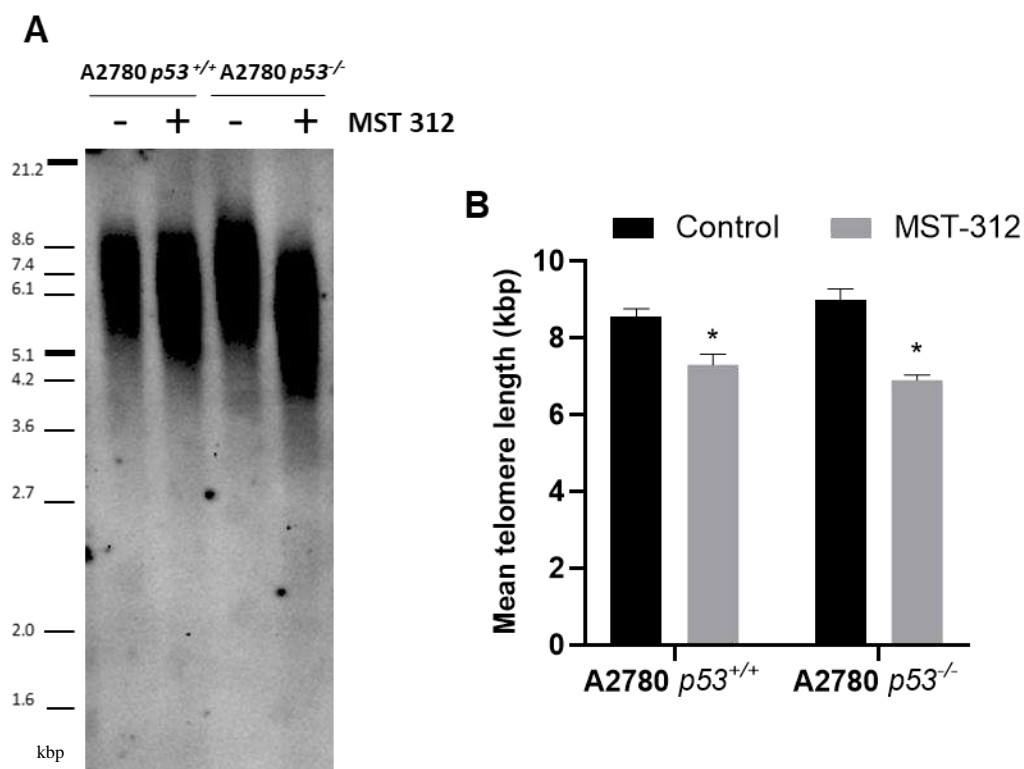 A
A2780 p53 +/+ A2780 p53-/-
- + - + MST 312
21.2
8.6
7.4
6.1
5.1
4.2
3.6
2.7
2.0
1.6
kbp
B
Control MST-312
Mean telomere length (kbp)
10
8
6
4
2
0
* *
A2780 p53+/+ A2780 p53-/-